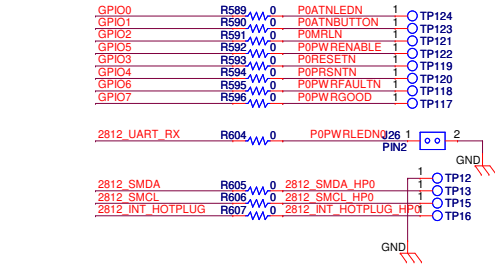 GPIO0 R589 0 P0ATNLEDN 1 TP124
GPIO1 R590 0 P0ATNBUTTON 1 TP123
GPIO2 R591 0 P0MRLN 1 TP121
GPIO5 R592 0 P0PWRENABLE 1 TP122
GPIO3 R593 0 P0RESETN 1 TP119
GPIO4 R594 0 P0PRSNTN 1 TP120
GPIO6 R595 0 P0PWRFAULTN 1 TP118
GPIO7 R596 0 P0PWRGOOD 1 TP117
2812_UART_RX R604 0 P0PWRLEDN0 J26 1 2
PIN2
GND
1 TP12
2812_SMDA R605 0 2812_SMDA_HP0 1 TP13
2812_SMCL R606 0 2812_SMCL_HP0 1 TP15
2812_INT_HOTPLUG R607 0 2812_INT_HOTPLUG_HP0 1 TP16
GND